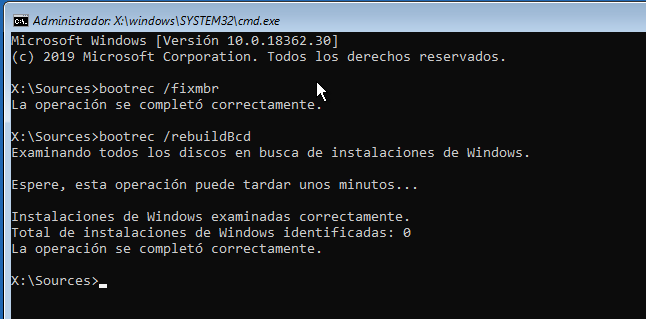 Administrador: X:\windows\SYSTEM32\cmd.exe
Microsoft Windows [Versión 10.0.18362.30]
(c) 2019 Microsoft Corporation. Todos los derechos reservados.
X:\Sources>bootrec /fixmbr
La operación se completó correctamente.
X:\Sources>bootrec /rebuildBcd
Examinando todos los discos en busca de instalaciones de Windows.
Espere, esta operación puede tardar unos minutos...
Instalaciones de Windows examinadas correctamente.
Total de instalaciones de Windows identificadas: 0
La operación se completó correctamente.
X:\Sources>